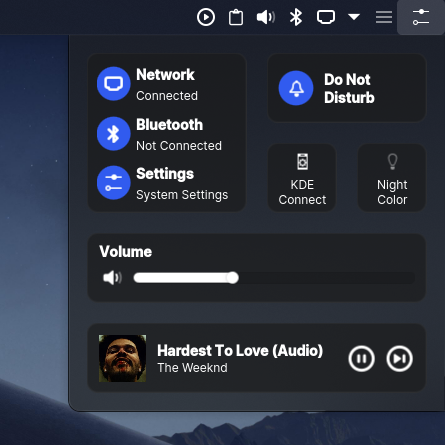 Network
Connected
Bluetooth
Not Connected
Settings
System Settings
Do Not
Disturb
KDE
Connect
Night
Color
Volume
Hardest To Love (Audio)
The Weeknd